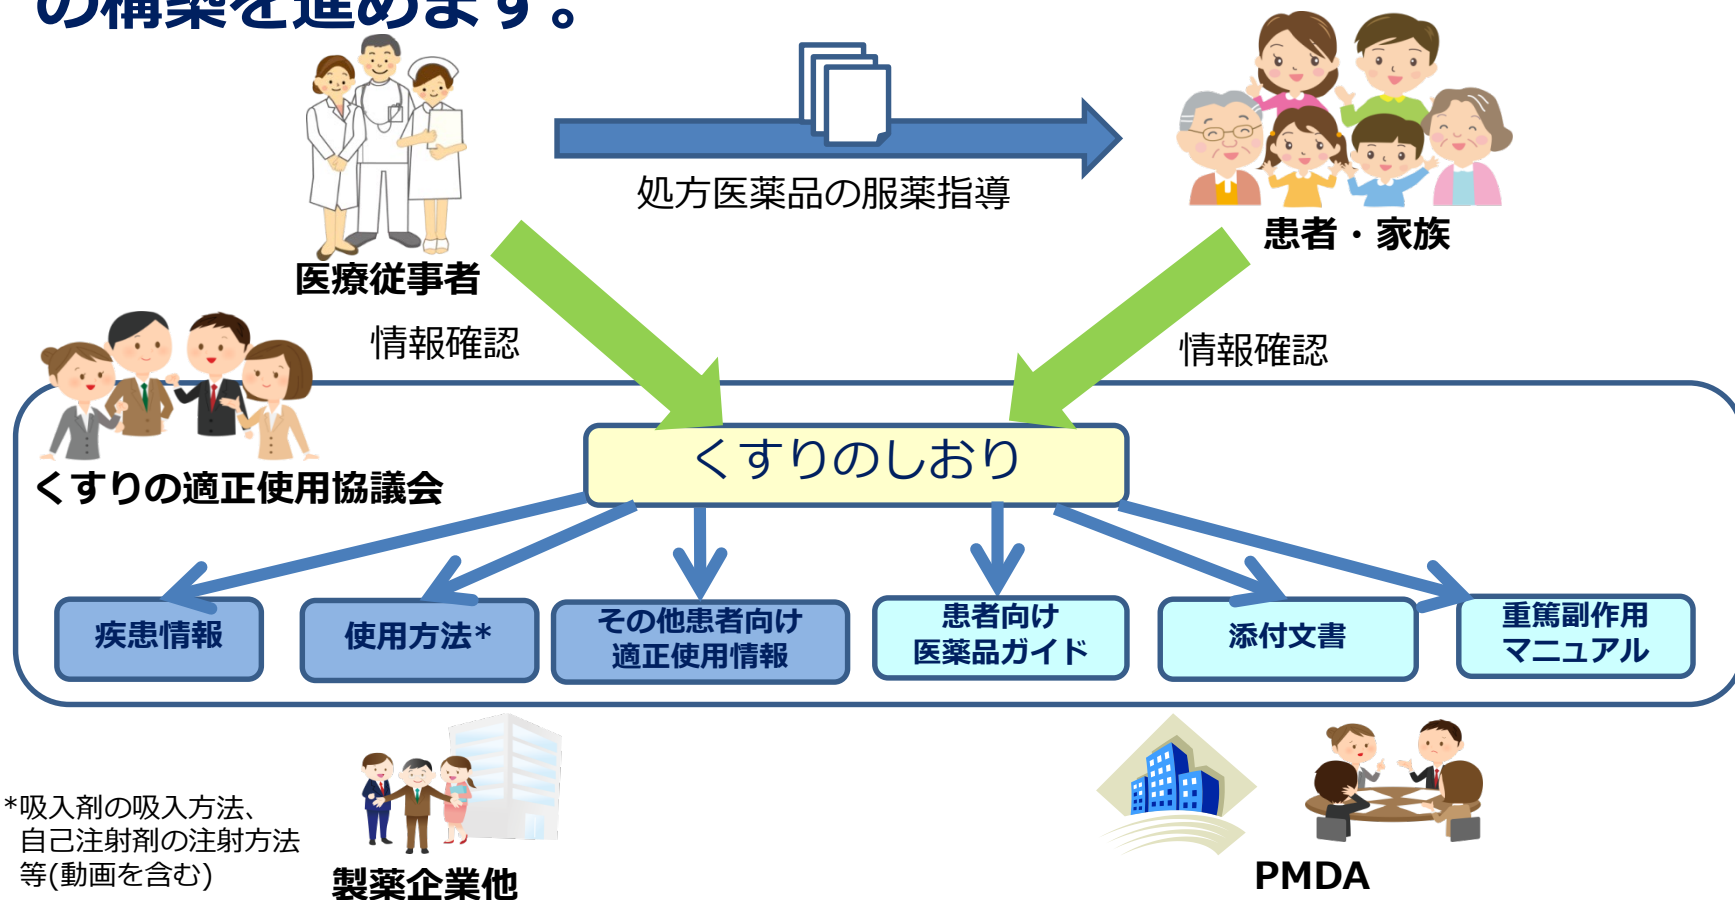 の構築を進めます。
処方医薬品の服薬指導
患者・家族
医療従事者
情報確認
情報確認
くすりのしおり
くすりの適正使用協議会
疾患情報
使用方法*
その他患者向け
適正使用情報
患者向け
医薬品ガイド
添付文書
重篤副作用
マニュアル
*吸入剤の吸入方法、
自己注射剤の注射方法
等(動画を含む)
製薬企業他
PMDA